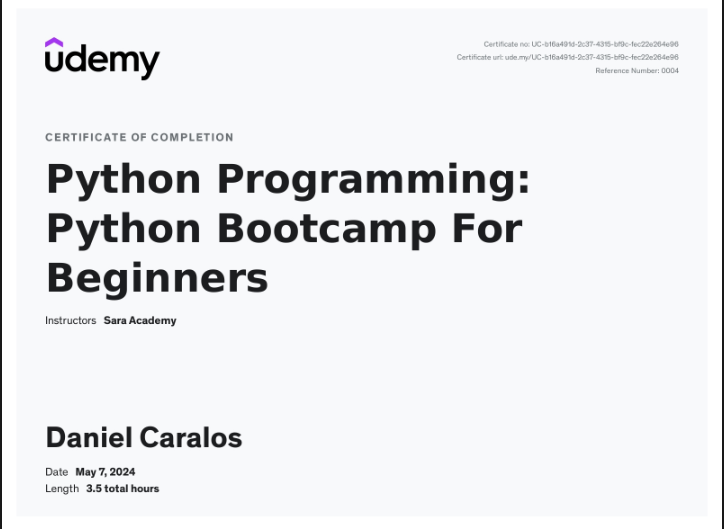 udemy
Certificate no: UC-b16a491d-2c37-4315-bf9c-fec22e264e96
Certificate url: ude.my/UC-b16a491d-2c37-4315-bf9c-fec22e264e96
Reference Number: 0004
CERTIFICATE OF COMPLETION
Python Programming:
Python Bootcamp For
Beginners
Instructors Sara Academy
Daniel Caralos
Date May 7, 2024
Length 3.5 total hours